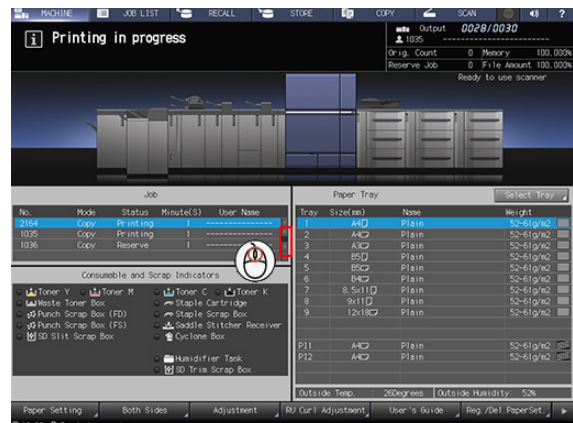 MACHINE JOB LIST RECALL STORE COPY SCAN ?
i Printing in progress
Output 0028/0030
1035 ----------------
Orig. Count 0 Memory 100.000%
Reserve Job 0 File Amount 100.000%
Ready to use scanner
Job
No. Mode Status Minute(S) User Name
2164 Copy Printing 1 ----------------
1035 Copy Printing 1 ----------------
1036 Copy Reserve 1 ----------------
Consumable and Scrap Indicators
Toner Y Toner M Toner C Toner K
Waste Toner Box Staple Cartridge
Punch Scrap Box (FD) Staple Scrap Box
Punch Scrap Box (FS) Saddle Stitcher Receiver
SD Slit Scrap Box Cyclone Box
Humidifier Tank
SD Trim Scrap Box
Paper Tray Select Tray
Tray Size(mm) Name Weight
1 A4 Plain 52-61g/m2
2 A4 Plain 52-61g/m2
3 A3 Plain 52-61g/m2
4 B5 Plain 52-61g/m2
5 B5 Plain 52-61g/m2
6 B4 Plain 52-61g/m2
7 8.5x11 Plain 52-61g/m2
8 9x11 Plain 52-61g/m2
9 12x18 Plain 52-61g/m2
PI1 A4 Plain 52-61g/m2
PI2 A4 Plain 52-61g/m2
Outside Temp. : 26Degrees Outside Humidity: 52%
Paper Setting Both Sides Adjustment RU Curl Adjustment User's Guide Reg./Del.PaperSet.